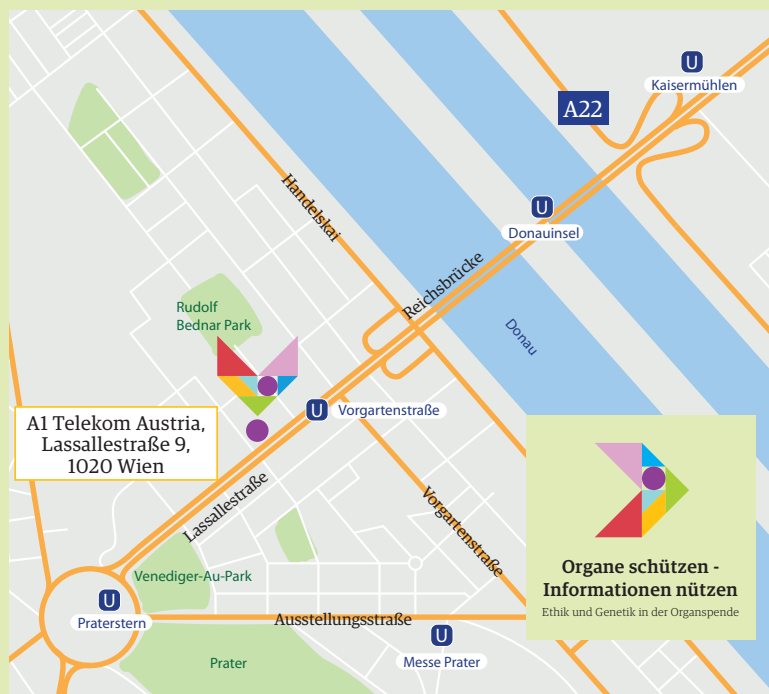 U
Kaisermühlen
A22
U
Donauinsel
Handelskai
Reichsbrücke
Donau
Rudolf
Bednar Park
U
Vorgartenstraße
A1 Telekom Austria,
Lassallestraße 9,
1020 Wien
Lassallestraße
Vorgartenstraße
Venediger-Au-Park
U
Praterstern
Ausstellungsstraße
U
Messe Prater
Prater
Organe schützen -
Informationen nützen
Ethik und Genetik in der Organspende